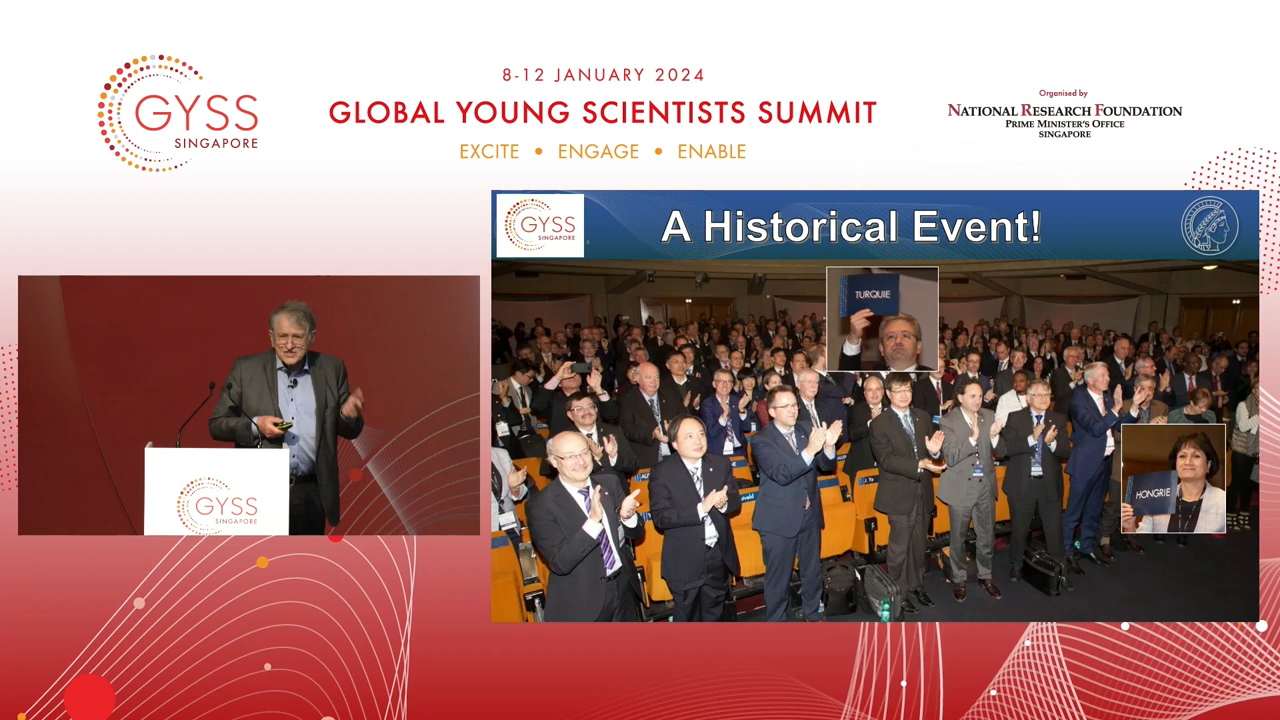 8-12 JANUARY 2024
GYSS
SINGAPORE
GLOBAL YOUNG SCIENTISTS SUMMIT
EXCITE • ENGAGE • ENABLE
Organised by
NATIONAL RESEARCH FOUNDATION
PRIME MINISTER'S OFFICE
SINGAPORE
GYSS
SINGAPORE
A Historical Event!
TURQUIE
HONGRIE
GYSS
SINGAPORE